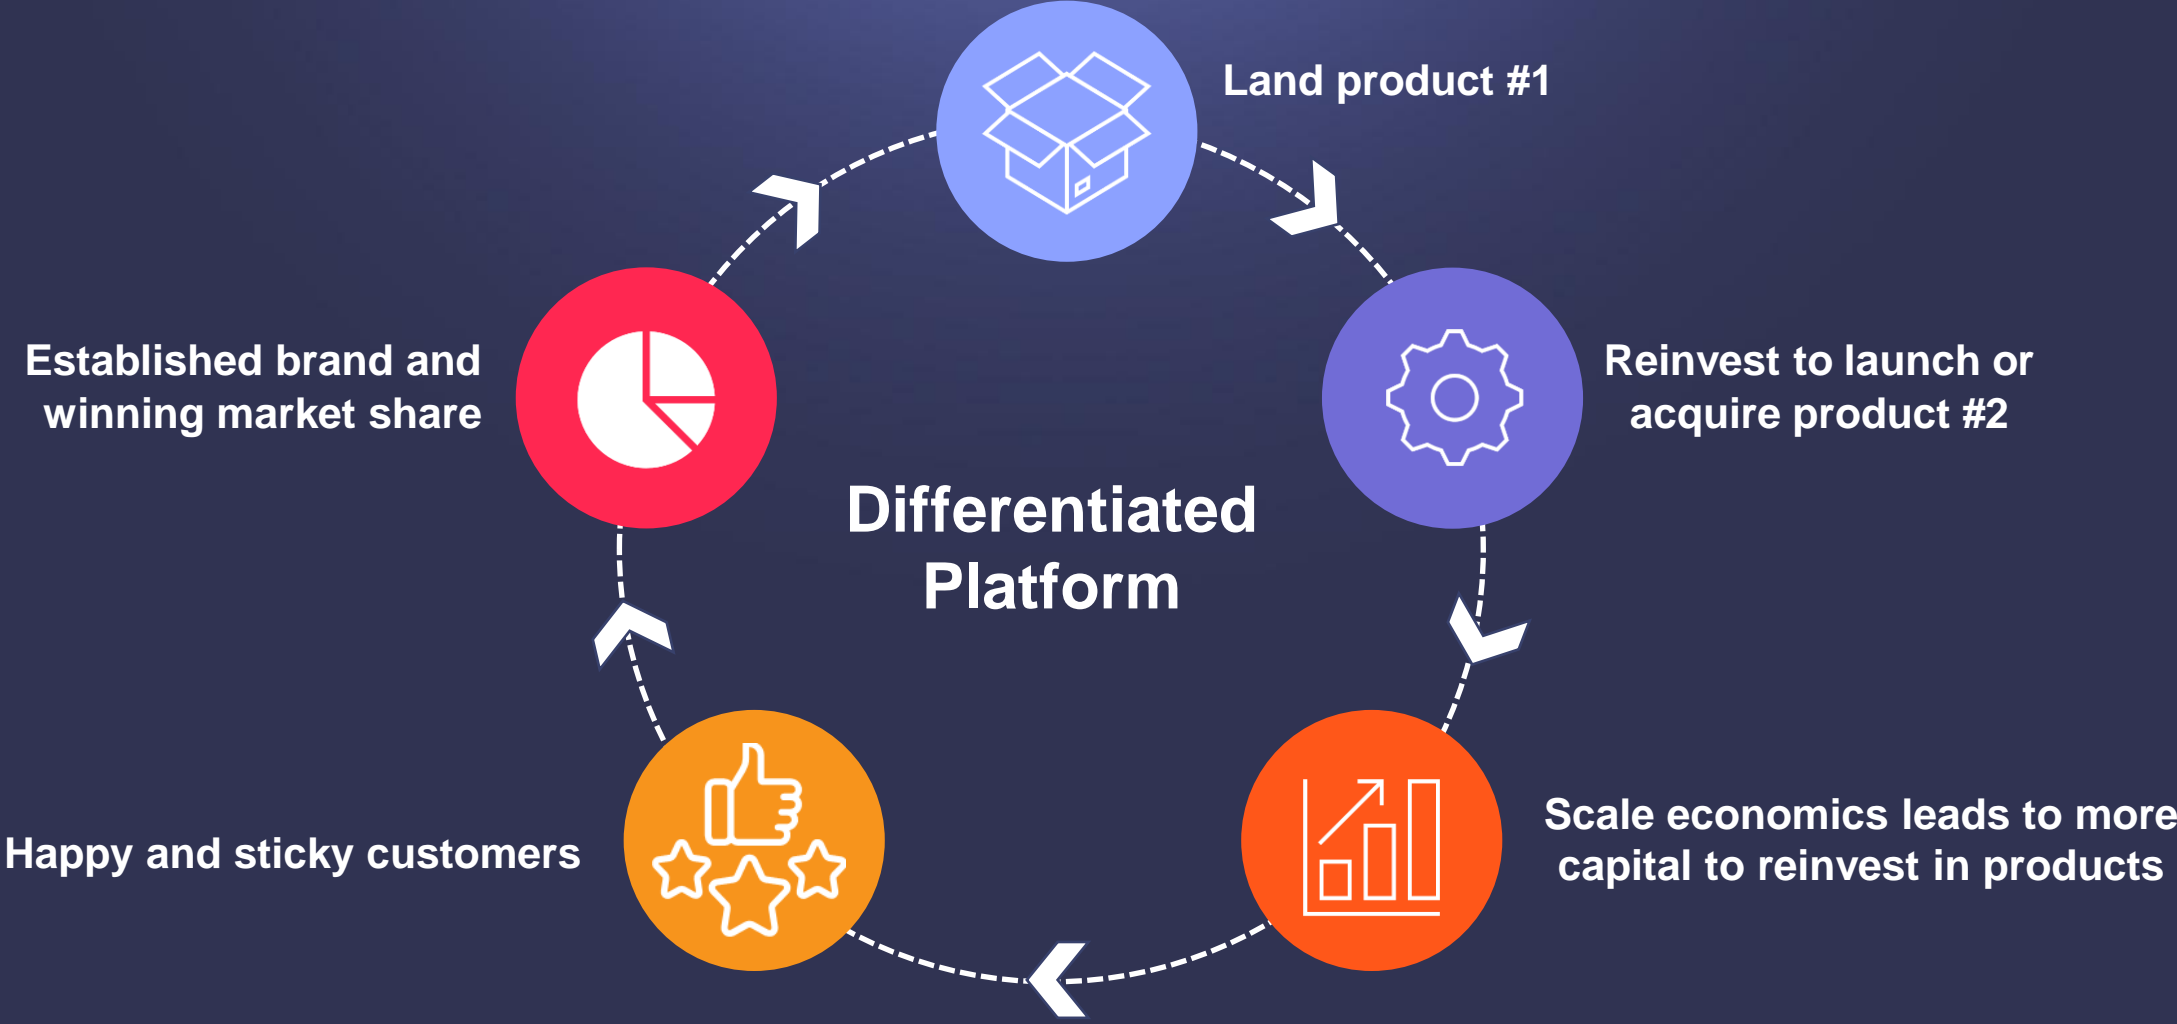 Land product #1
Established brand and
winning market share
Reinvest to launch or
acquire product #2
Differentiated
Platform
Happy and sticky customers
Scale economics leads to more
capital to reinvest in products